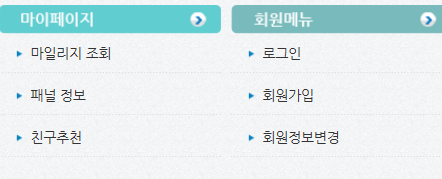 마이페이지
마일리지 조회
패널 정보
친구추천
회원메뉴
로그인
회원가입
회원정보변경